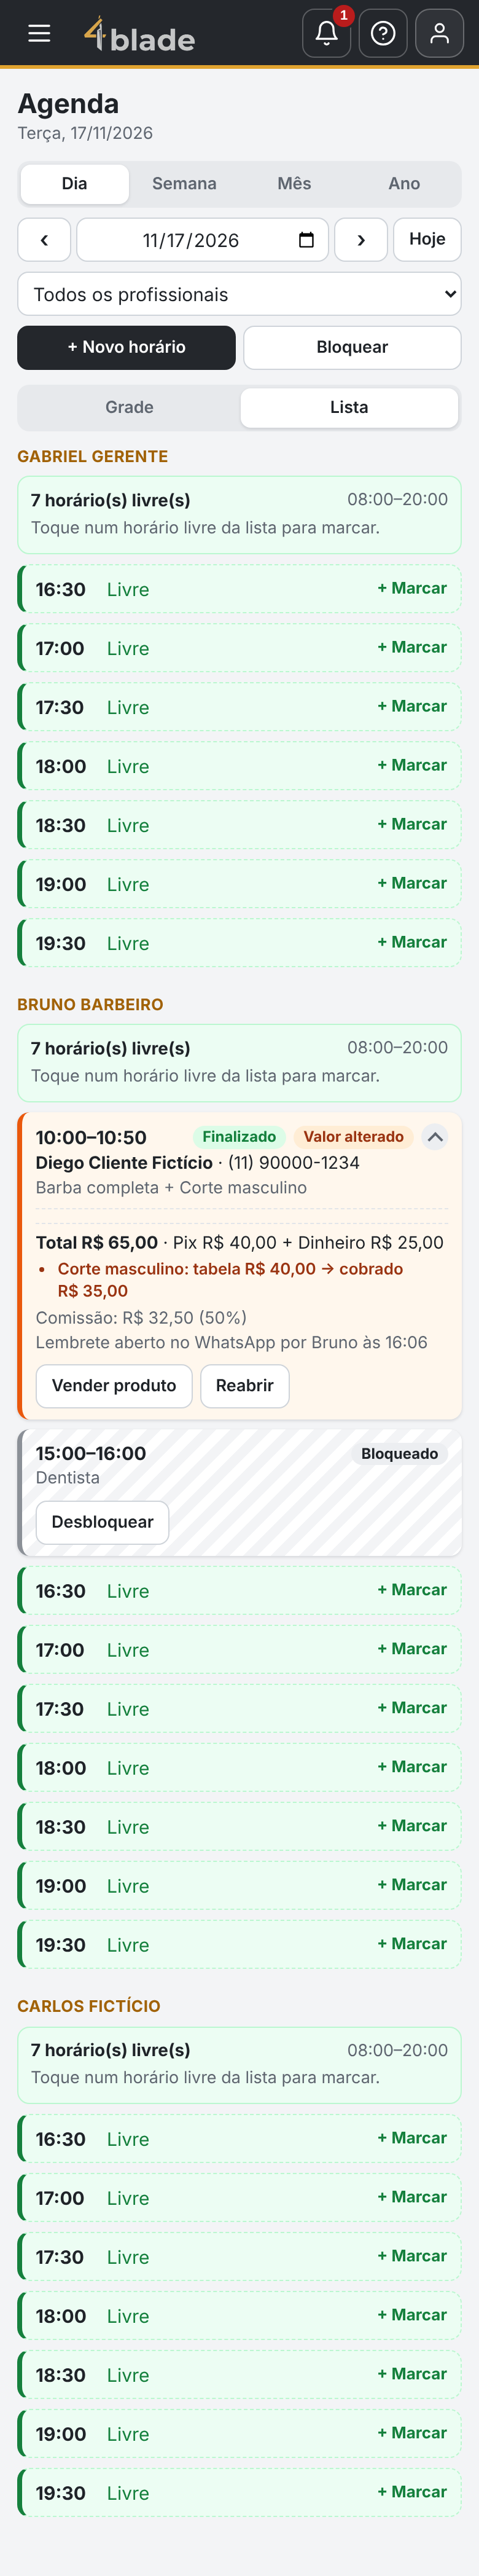 1
4blade
Agenda
Terça, 17/11/2026
Dia Semana Mês Ano
‹ 11/17/2026 › Hoje
Todos os profissionais
+ Novo horário Bloquear
Grade Lista
GABRIEL GERENTE
7 horário(s) livre(s) 08:00–20:00
Toque num horário livre da lista para marcar.
16:30 Livre + Marcar
17:00 Livre + Marcar
17:30 Livre + Marcar
18:00 Livre + Marcar
18:30 Livre + Marcar
19:00 Livre + Marcar
19:30 Livre + Marcar
BRUNO BARBEIRO
7 horário(s) livre(s) 08:00–20:00
Toque num horário livre da lista para marcar.
10:00–10:50 Finalizado Valor alterado
Diego Cliente Fictício · (11) 90000-1234
Barba completa + Corte masculino
Total R$ 65,00 · Pix R$ 40,00 + Dinheiro R$ 25,00
• Corte masculino: tabela R$ 40,00 → cobrado
R$ 35,00
Comissão: R$ 32,50 (50%)
Lembrete aberto no WhatsApp por Bruno às 16:06
Vender produto Reabrir
15:00–16:00 Bloqueado
Dentista
Desbloquear
16:30 Livre + Marcar
17:00 Livre + Marcar
17:30 Livre + Marcar
18:00 Livre + Marcar
18:30 Livre + Marcar
19:00 Livre + Marcar
19:30 Livre + Marcar
CARLOS FICTÍCIO
7 horário(s) livre(s) 08:00–20:00
Toque num horário livre da lista para marcar.
16:30 Livre + Marcar
17:00 Livre + Marcar
17:30 Livre + Marcar
18:00 Livre + Marcar
18:30 Livre + Marcar
19:00 Livre + Marcar
19:30 Livre + Marcar